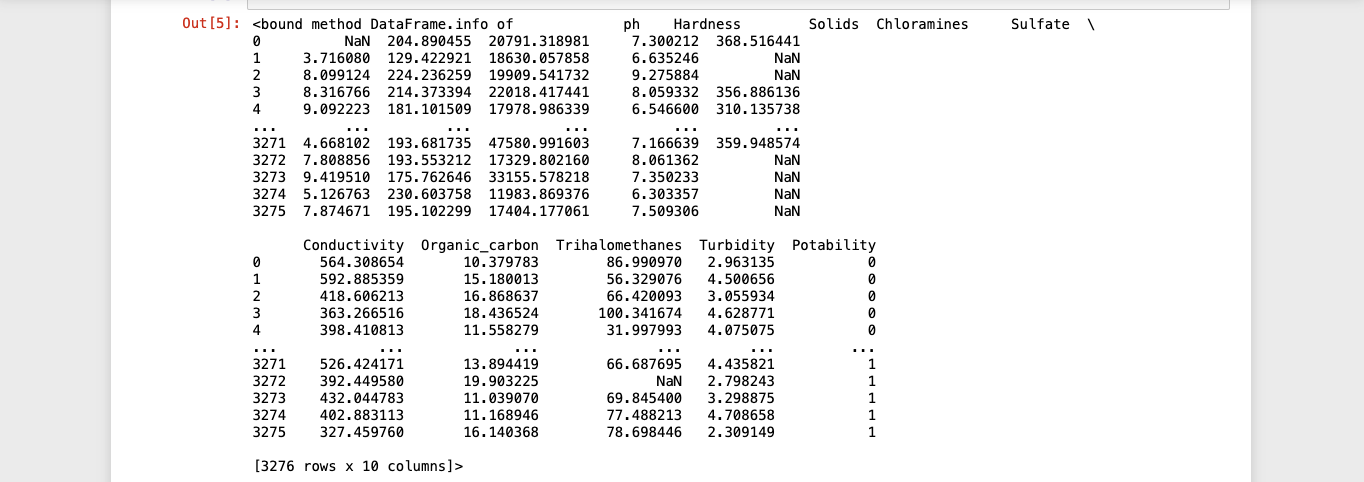 Out[5]: <bound method DataFrame.info of             ph    Hardness        Solids  Chloramines     Sulfate  \
0          NaN  204.890455  20791.318981     7.300212  368.516441
1     3.716080  129.422921  18630.057858     6.635246         NaN
2     8.099124  224.236259  19909.541732     9.275884         NaN
3     8.316766  214.373394  22018.417441     8.059332  356.886136
4     9.092223  181.101509  17978.986339     6.546600  310.135738
...        ...         ...           ...          ...         ...
3271  4.668102  193.681735  47580.991603     7.166639  359.948574
3272  7.808856  193.553212  17329.802160     8.061362         NaN
3273  9.419510  175.762646  33155.578218     7.350233         NaN
3274  5.126763  230.603758  11983.869376     6.303357         NaN
3275  7.874671  195.102299  17404.177061     7.509306         NaN
Conductivity  Organic_carbon  Trihalomethanes  Turbidity  Potability
0       564.308654       10.379783        86.990970   2.963135           0
1       592.885359       15.180013        56.329076   4.500656           0
2       418.606213       16.868637        66.420093   3.055934           0
3       363.266516       18.436524       100.341674   4.628771           0
4       398.410813       11.558279        31.997993   4.075075           0
...            ...             ...              ...        ...         ...
3271    526.424171       13.894419        66.687695   4.435821           1
3272    392.449580       19.903225              NaN   2.798243           1
3273    432.044783       11.039070        69.845400   3.298875           1
3274    402.883113       11.168946        77.488213   4.708658           1
3275    327.459760       16.140368        78.698446   2.309149           1
[3276 rows x 10 columns]>